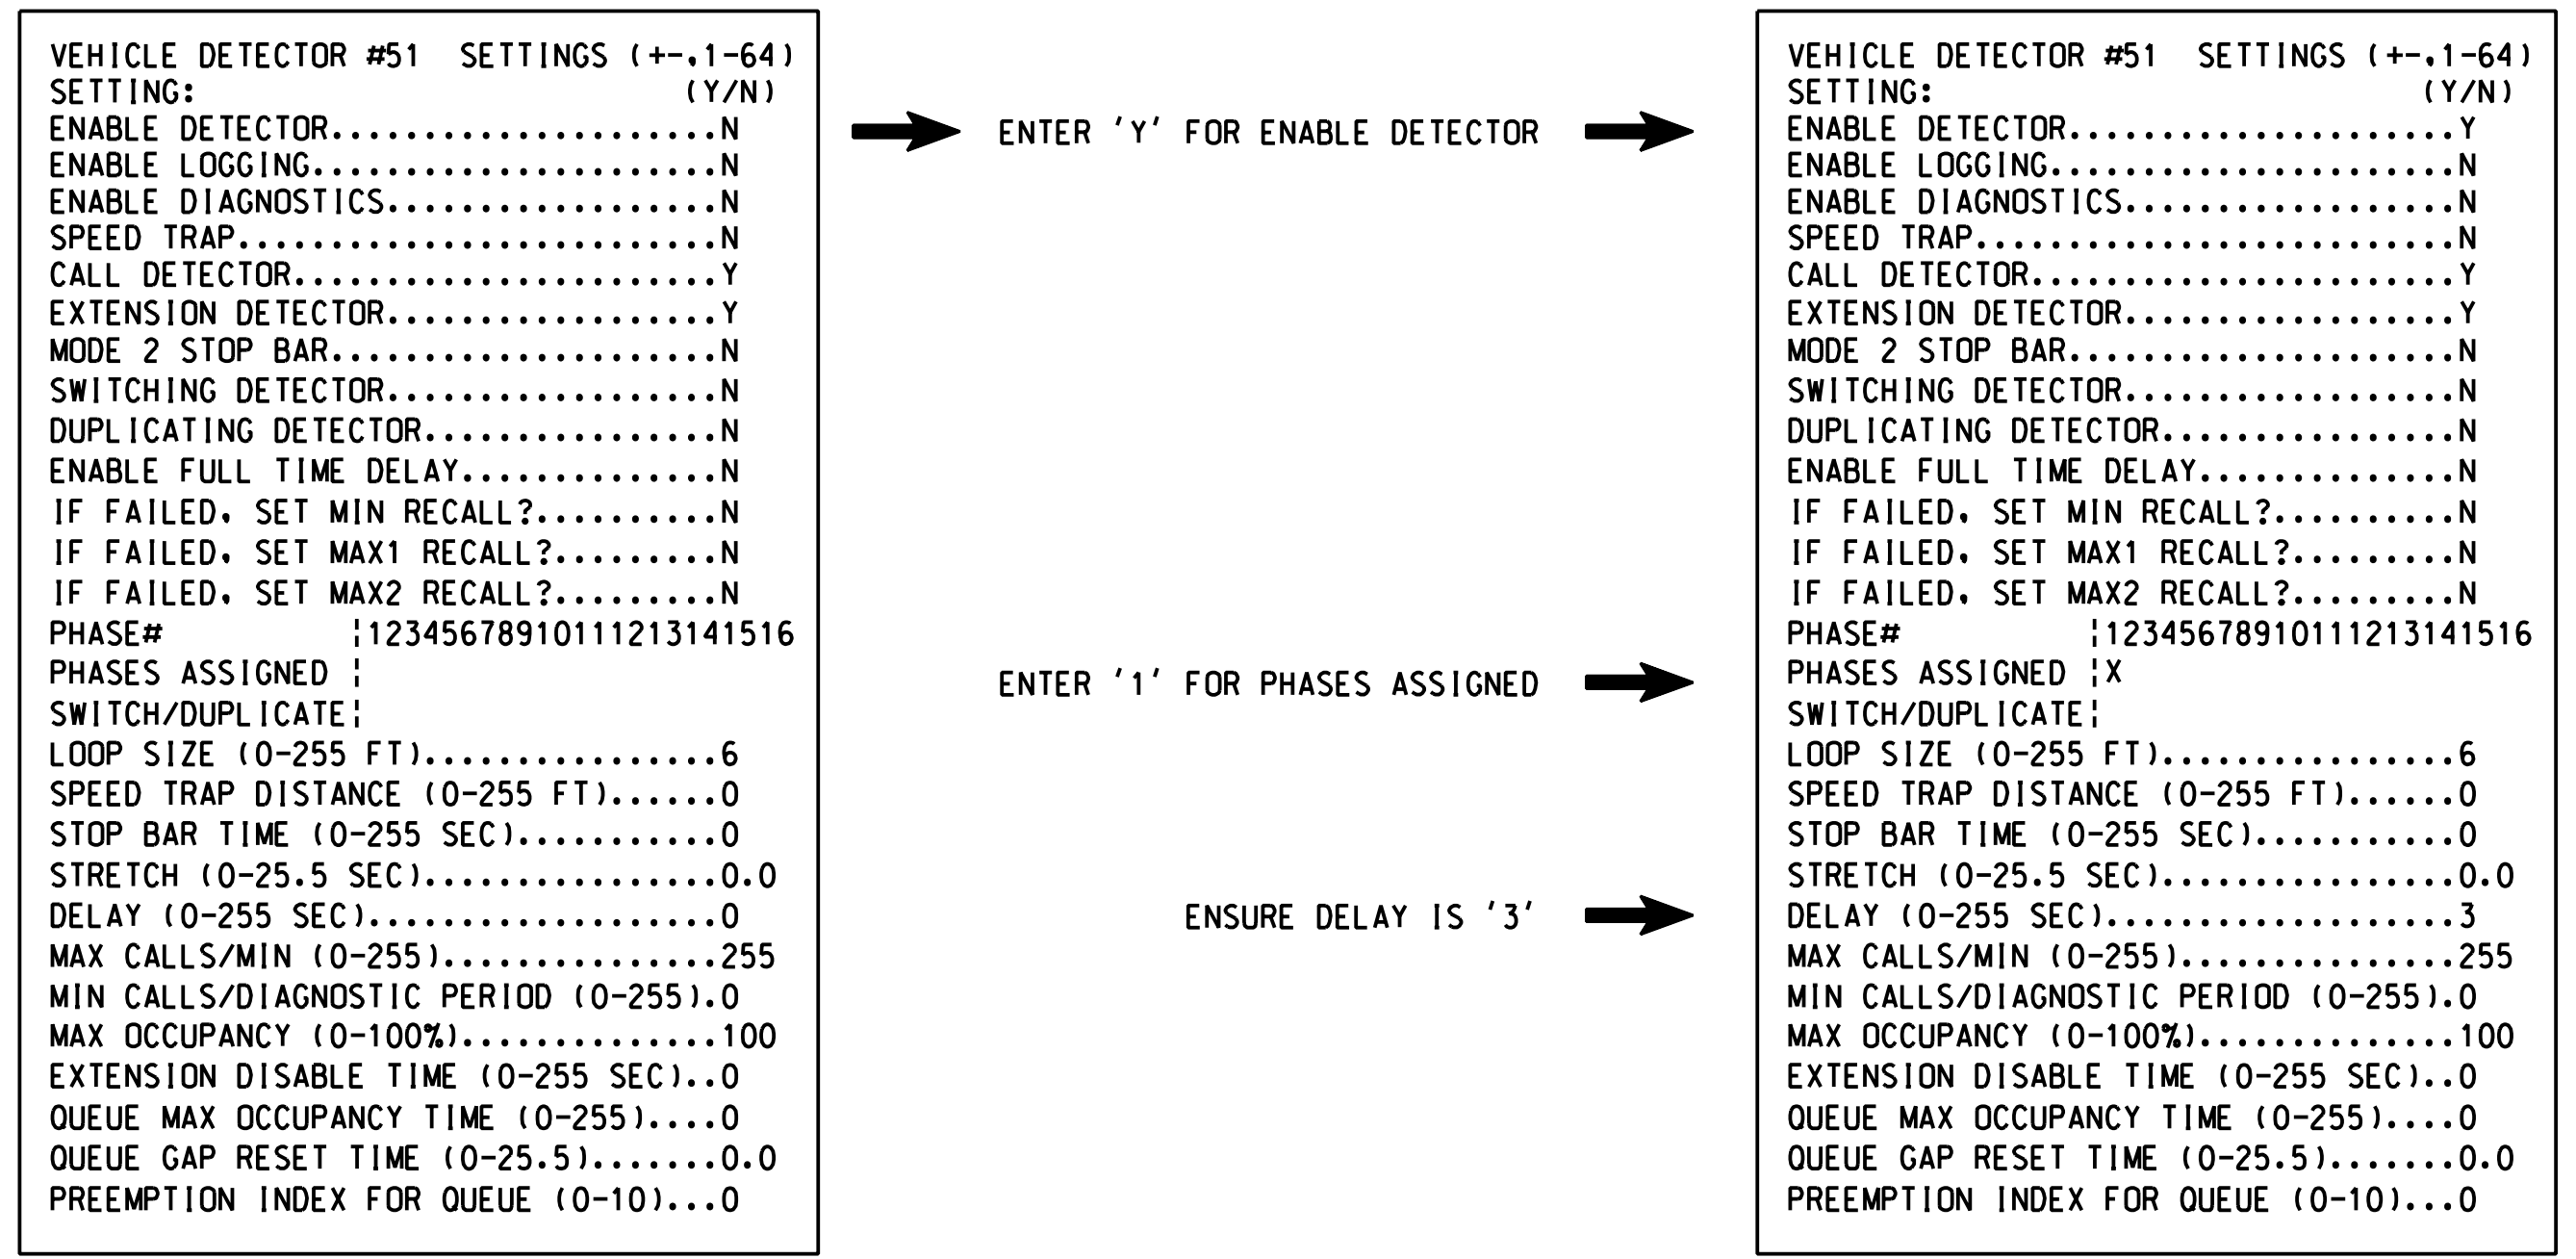 VEHICLE DETECTOR #51  SETTINGS (+-,1-64)
SETTING:                          (Y/N)
ENABLE DETECTOR.....................N
ENABLE LOGGING......................N
ENABLE DIAGNOSTICS..................N
SPEED TRAP..........................N
CALL DETECTOR.......................Y
EXTENSION DETECTOR..................Y
MODE 2 STOP BAR.....................N
SWITCHING DETECTOR..................N
DUPLICATING DETECTOR................N
ENABLE FULL TIME DELAY..............N
IF FAILED, SET MIN RECALL?..........N
IF FAILED, SET MAX1 RECALL?.........N
IF FAILED, SET MAX2 RECALL?.........N
PHASE#          ¦12345678910111213141516
PHASES ASSIGNED ¦
SWITCH/DUPLICATE¦
LOOP SIZE (0-255 FT)................6
SPEED TRAP DISTANCE (0-255 FT)......0
STOP BAR TIME (0-255 SEC)...........0
STRETCH (0-25.5 SEC)................0.0
DELAY (0-255 SEC)...................0
MAX CALLS/MIN (0-255)...............255
MIN CALLS/DIAGNOSTIC PERIOD (0-255).0
MAX OCCUPANCY (0-100%)..............100
EXTENSION DISABLE TIME (0-255 SEC)..0
QUEUE MAX OCCUPANCY TIME (0-255)....0
QUEUE GAP RESET TIME (0-25.5).......0.0
PREEMPTION INDEX FOR QUEUE (0-10)...0
ENTER 'Y' FOR ENABLE DETECTOR
ENTER '1' FOR PHASES ASSIGNED
ENSURE DELAY IS '3'
VEHICLE DETECTOR #51  SETTINGS (+-,1-64)
SETTING:                          (Y/N)
ENABLE DETECTOR.....................Y
ENABLE LOGGING......................N
ENABLE DIAGNOSTICS..................N
SPEED TRAP..........................N
CALL DETECTOR.......................Y
EXTENSION DETECTOR..................Y
MODE 2 STOP BAR.....................N
SWITCHING DETECTOR..................N
DUPLICATING DETECTOR................N
ENABLE FULL TIME DELAY..............N
IF FAILED, SET MIN RECALL?..........N
IF FAILED, SET MAX1 RECALL?.........N
IF FAILED, SET MAX2 RECALL?.........N
PHASE#          ¦12345678910111213141516
PHASES ASSIGNED ¦X
SWITCH/DUPLICATE¦
LOOP SIZE (0-255 FT)................6
SPEED TRAP DISTANCE (0-255 FT)......0
STOP BAR TIME (0-255 SEC)...........0
STRETCH (0-25.5 SEC)................0.0
DELAY (0-255 SEC)...................3
MAX CALLS/MIN (0-255)...............255
MIN CALLS/DIAGNOSTIC PERIOD (0-255).0
MAX OCCUPANCY (0-100%)..............100
EXTENSION DISABLE TIME (0-255 SEC)..0
QUEUE MAX OCCUPANCY TIME (0-255)....0
QUEUE GAP RESET TIME (0-25.5).......0.0
PREEMPTION INDEX FOR QUEUE (0-10)...0